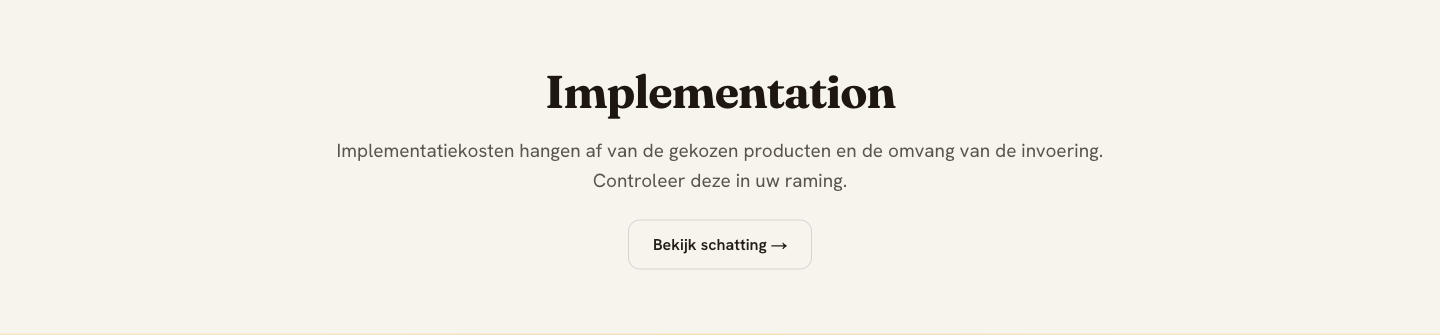 Implementation
Implementatiekosten hangen af van de gekozen producten en de omvang van de invoering.
Controleer deze in uw raming.
Bekijk schatting →